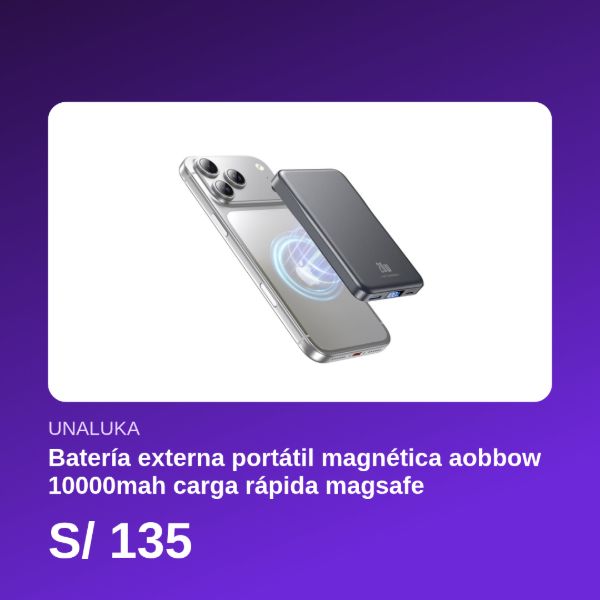 UNALUKA
Batería externa portátil magnética aobbow
10000mah carga rápida magsafe
S/ 135